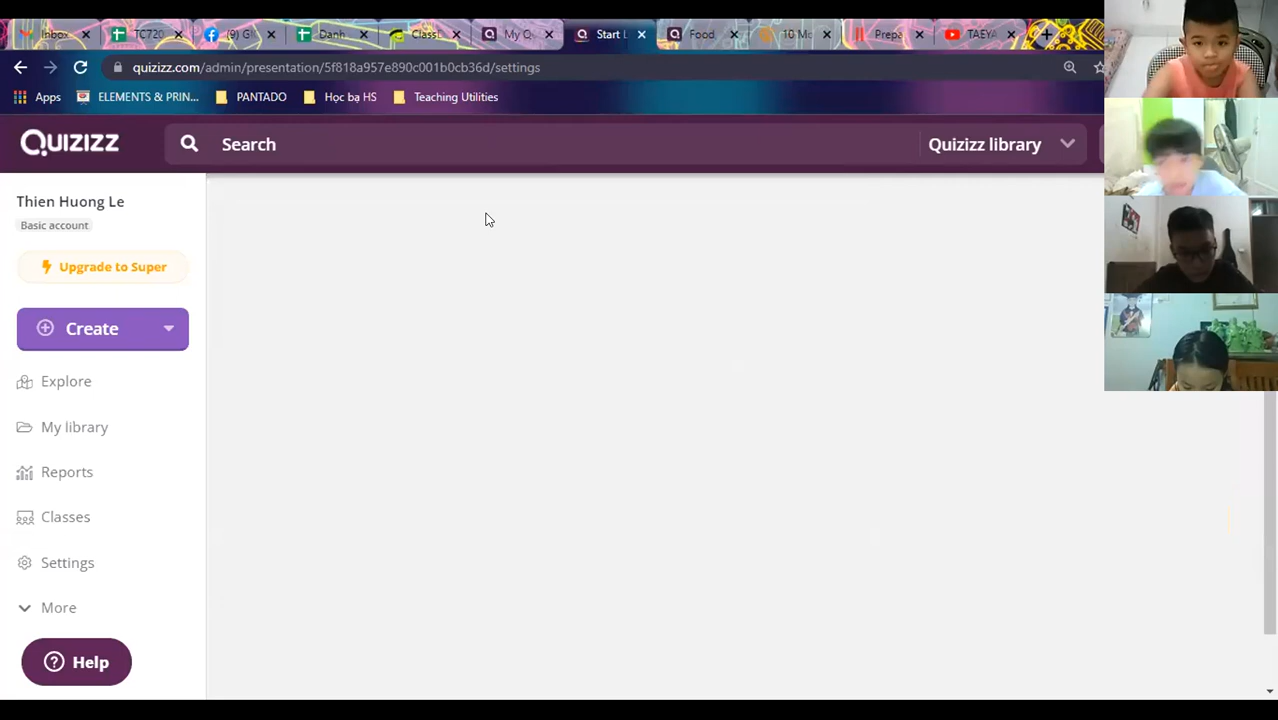 Inbox
TC720
(9) Gi
Danh
Class
My Q
Start L
Food
10 Mo
Prepa
TAEYA
quizizz.com/admin/presentation/5f818a957e890c001b0cb36d/settings
Apps
ELEMENTS & PRIN...
PANTADO
Học bạ HS
Teaching Utilities
QUIZIZZ
Search
Quizizz library
Thien Huong Le
Basic account
Upgrade to Super
Create
Explore
My library
Reports
Classes
Settings
More
Help